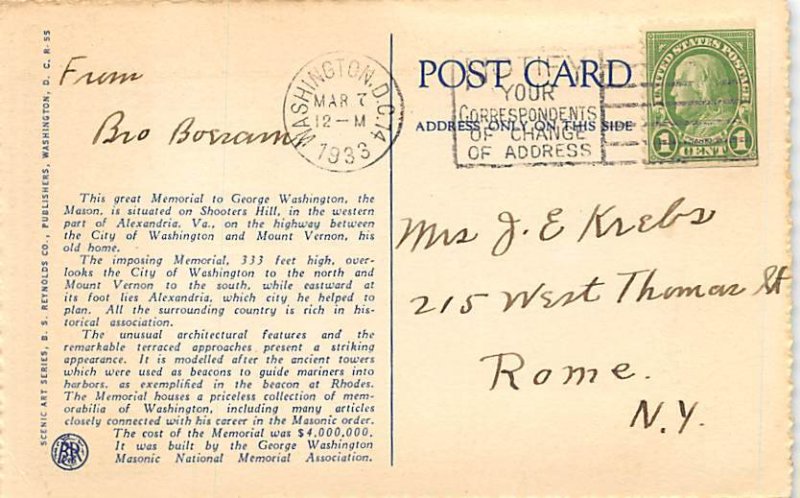 SCENIC ART SERIES, B. S. REYNOLDS CO., PUBLISHERS, WASHINGTON, D. C. R-55
From
Bro
This great Memorial to George Washington, the
Mason, is situated on Shooters Hill, in the western
part of Alexandria, Va., on the highway between
the City of Washington and Mount Vernon, his
old home.
The imposing Memorial, 333 feet high, over-
looks the City of Washington to the north and
Mount Vernon to the south, while eastward at
its foot lies Alexandria, which city he helped to
plan. All the surrounding country is rich in his-
torical association.
The unusual architectural features and the
remarkable terraced approaches present a striking
appearance. It is modelled after the ancient towers
which were used as beacons to guide mariners into
harbors, as exemplified in the beacon at Rhodes.
The Memorial houses a priceless collection of mem-
orabilia of Washington, including many articles
closely connected with his career in the Masonic order.
The cost of the Memorial was $4,000,000.
It was built by the George Washington
Masonic National Memorial Association.
WASHINGTON, D.C. 14
MAR 7
12-M
1933
POST CARD
ADDRESS ONLY ON THIS SIDE
NOTIFY
YOUR
CORRESPONDENTS
OF CHANGE
OF ADDRESS
UNITED STATES POSTAGE
FRANKLIN
1 CENT 1
Mrs J. E Krebs
215 West Thomas St
Rome.
N.Y.